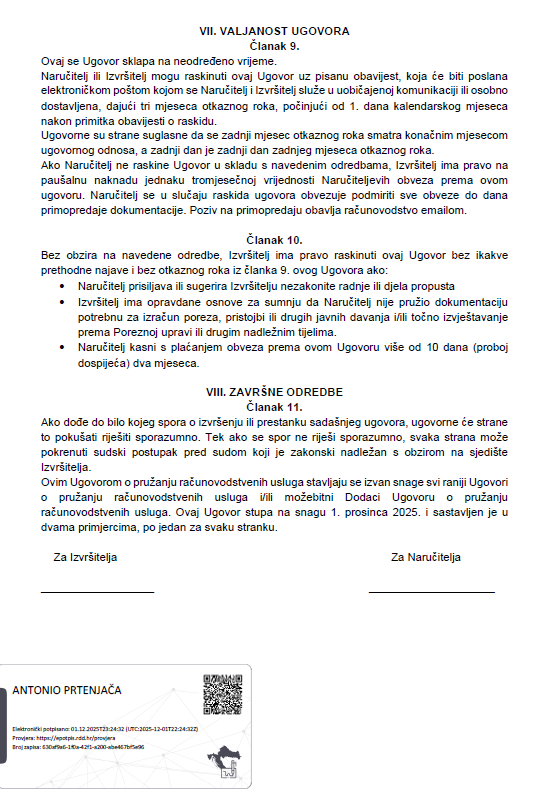 VII. VALJANOST UGOVORA
Članak 9.
Ovaj se Ugovor sklapa na neodređeno vrijeme.
Naručitelj ili Izvršitelj mogu raskinuti ovaj Ugovor uz pisanu obavijest, koja će biti poslana
elektroničkom poštom kojom se Naručitelj i Izvršitelj služe u uobičajenoj komunikaciji ili osobno
dostavljena, dajući tri mjeseca otkaznog roka, počinjući od 1. dana kalendarskog mjeseca
nakon primitka obavijesti o raskidu.
Ugovorne su strane suglasne da se zadnji mjesec otkaznog roka smatra konačnim mjesecom
ugovornog odnosa, a zadnji dan je zadnji dan zadnjeg mjeseca otkaznog roka.
Ako Naručitelj ne raskine Ugovor u skladu s navedenim odredbama, Izvršitelj ima pravo na
paušalnu naknadu jednaku tromjesečnoj vrijednosti Naručiteljevih obveza prema ovom
ugovoru. Naručitelj se u slučaju raskida ugovora obvezuje podmiriti sve obveze do dana
primopredaje dokumentacije. Poziv na primopredaju obavlja računovodstvo emailom.
Članak 10.
Bez obzira na navedene odredbe, Izvršitelj ima pravo raskinuti ovaj Ugovor bez ikakve
prethodne najave i bez otkaznog roka iz članka 9. ovog Ugovora ako:
• Naručitelj prisiljava ili sugerira Izvršitelju nezakonite radnje ili djela propusta
• Izvršitelj ima opravdane osnove za sumnju da Naručitelj nije pružio dokumentaciju
potrebnu za izračun poreza, pristojbi ili drugih javnih davanja i/ili točno izvještavanje
prema Poreznoj upravi ili drugim nadležnim tijelima.
• Naručitelj kasni s plaćanjem obveza prema ovom Ugovoru više od 10 dana (proboj
dospijeća) dva mjeseca.
VIII. ZAVRŠNE ODREDBE
Članak 11.
Ako dođe do bilo kojeg spora o izvršenju ili prestanku sadašnjeg ugovora, ugovorne će strane
to pokušati riješiti sporazumno. Tek ako se spor ne riješi sporazumno, svaka strana može
pokrenuti sudski postupak pred sudom koji je zakonski nadležan s obzirom na sjedište
Izvršitelja.
Ovim Ugovorom o pružanju računovodstvenih usluga stavljaju se izvan snage svi raniji Ugovori
o pružanju računovodstvenih usluga i/ili možebitni Dodaci Ugovoru o pružanju
računovodstvenih usluga. Ovaj Ugovor stupa na snagu 1. prosinca 2025. i sastavljen je u
dvama primjercima, po jedan za svaku stranku.
Za Izvršitelja Za Naručitelja
ANTONIO PRTENJAČA
Elektronički potpisano: 01.12.2025T23:24:32 (UTC:2025-12-01T22:24:32Z)
Provjera: https://epotpis.rdd.hr/provjera
Broj zapisa: 630af9a6-1f0a-42f1-a200-abe467bf5e96